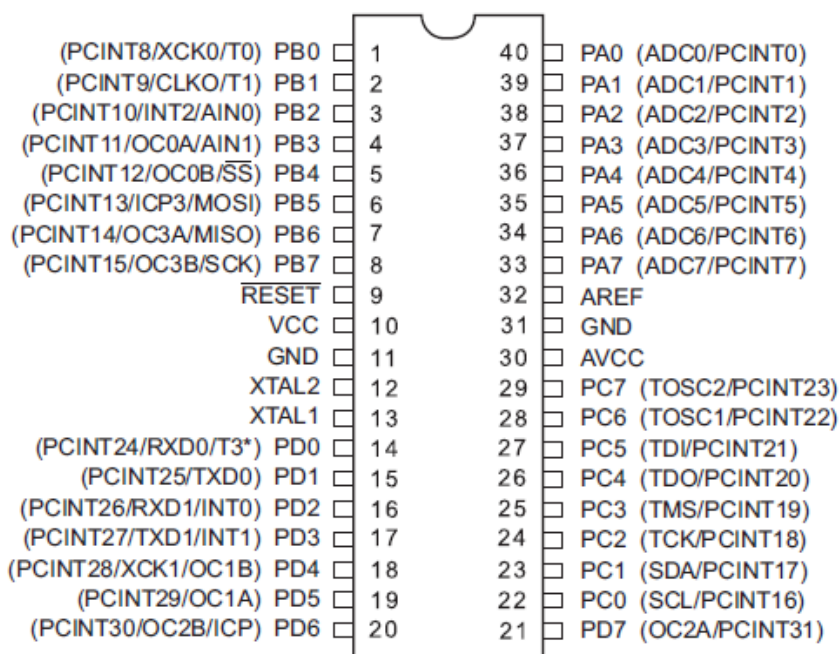 (PCINT8/XCK0/T0) PB0 1 40 PA0 (ADC0/PCINT0)
(PCINT9/CLKO/T1) PB1 2 39 PA1 (ADC1/PCINT1)
(PCINT10/INT2/AIN0) PB2 3 38 PA2 (ADC2/PCINT2)
(PCINT11/OC0A/AIN1) PB3 4 37 PA3 (ADC3/PCINT3)
(PCINT12/OC0B/S̅S̅) PB4 5 36 PA4 (ADC4/PCINT4)
(PCINT13/ICP3/MOSI) PB5 6 35 PA5 (ADC5/PCINT5)
(PCINT14/OC3A/MISO) PB6 7 34 PA6 (ADC6/PCINT6)
(PCINT15/OC3B/SCK) PB7 8 33 PA7 (ADC7/PCINT7)
R̅E̅S̅E̅T̅ 9 32 AREF
VCC 10 31 GND
GND 11 30 AVCC
XTAL2 12 29 PC7 (TOSC2/PCINT23)
XTAL1 13 28 PC6 (TOSC1/PCINT22)
(PCINT24/RXD0/T3*) PD0 14 27 PC5 (TDI/PCINT21)
(PCINT25/TXD0) PD1 15 26 PC4 (TDO/PCINT20)
(PCINT26/RXD1/INT0) PD2 16 25 PC3 (TMS/PCINT19)
(PCINT27/TXD1/INT1) PD3 17 24 PC2 (TCK/PCINT18)
(PCINT28/XCK1/OC1B) PD4 18 23 PC1 (SDA/PCINT17)
(PCINT29/OC1A) PD5 19 22 PC0 (SCL/PCINT16)
(PCINT30/OC2B/ICP) PD6 20 21 PD7 (OC2A/PCINT31)